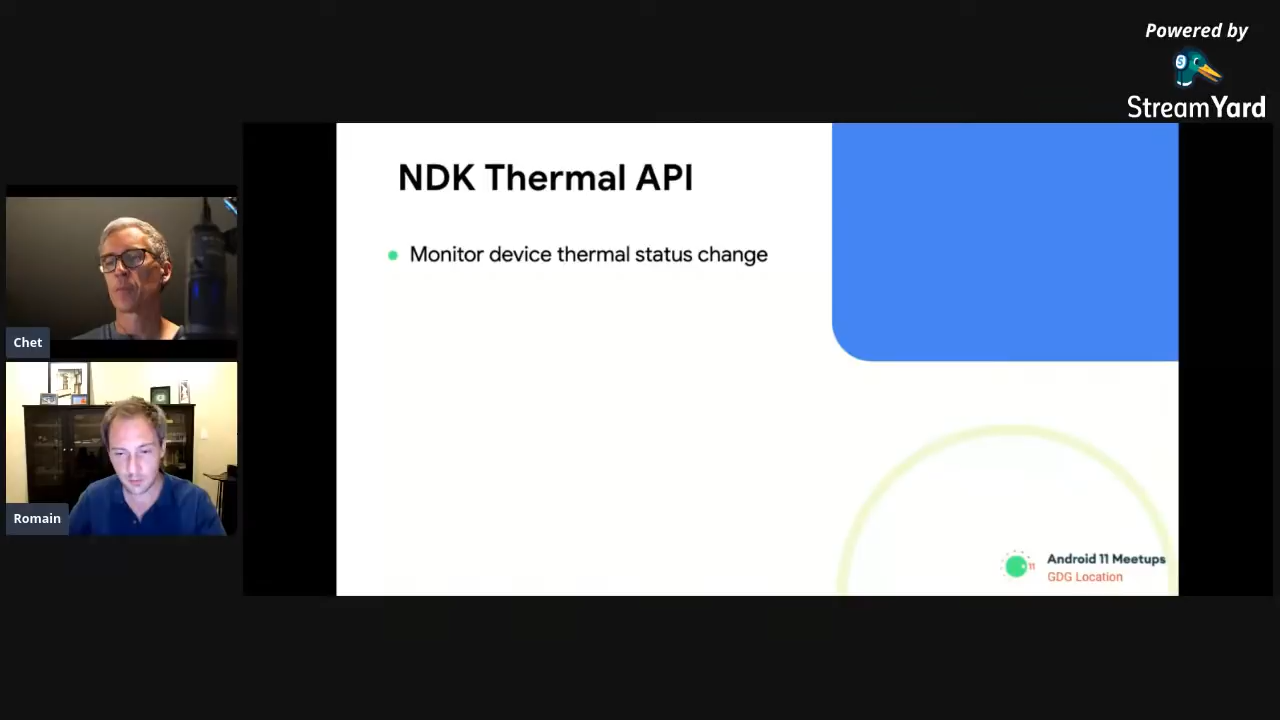 Powered by
StreamYard
NDK Thermal API
Monitor device thermal status change
Chet
Romain
Android 11 Meetups
GDG Location